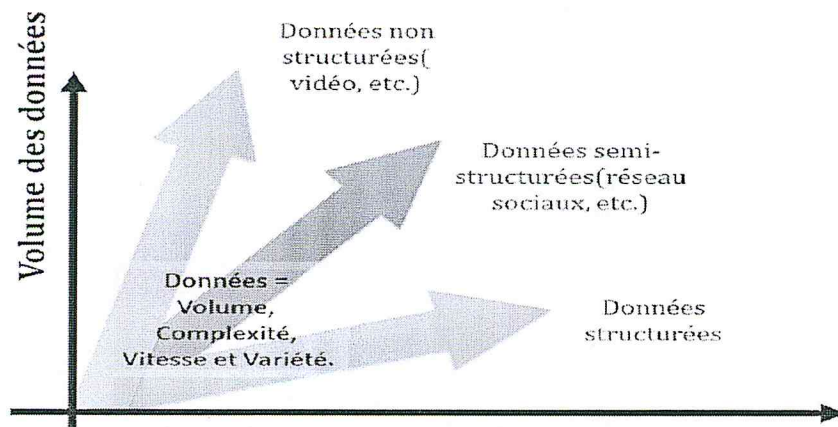 Volume des données
Données non
structurées(
vidéo, etc.)
Données semi-
structurées(réseau
sociaux, etc.)
Données =
Volume,
Complexité,
Vitesse et Variété.
Données
structurées